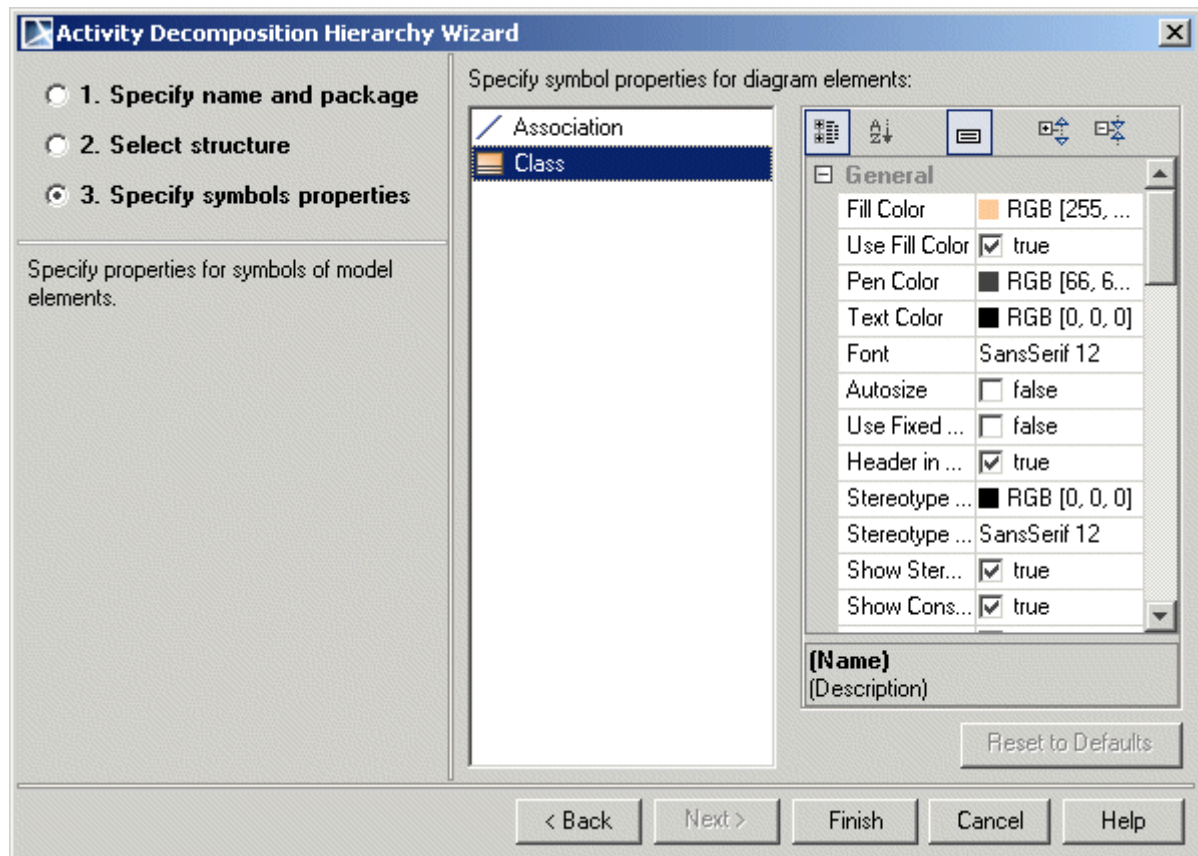 Activity Decomposition Hierarchy Wizard
1. Specify name and package
2. Select structure
3. Specify symbols properties
Specify properties for symbols of model
elements.
Specify symbol properties for diagram elements:
Association
Class
General
Fill Color RGB [255, ...
Use Fill Color true
Pen Color RGB [66, 6...
Text Color RGB [0, 0, 0]
Font SansSerif 12
Autosize false
Use Fixed ... false
Header in ... true
Stereotype ... RGB [0, 0, 0]
Stereotype ... SansSerif 12
Show Ster... true
Show Cons... true
(Name)
(Description)
Reset to Defaults
< Back Next > Finish Cancel Help